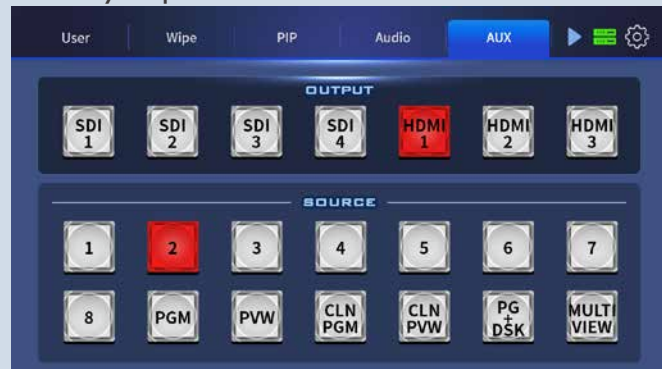 User Wipe PIP Audio AUX
OUTPUT
SDI 1 SDI 2 SDI 3 SDI 4 HDMI 1 HDMI 2 HDMI 3
SOURCE
1 2 3 4 5 6 7
8 PGM PVW CLN PGM CLN PVW PG + DSK MULTI VIEW